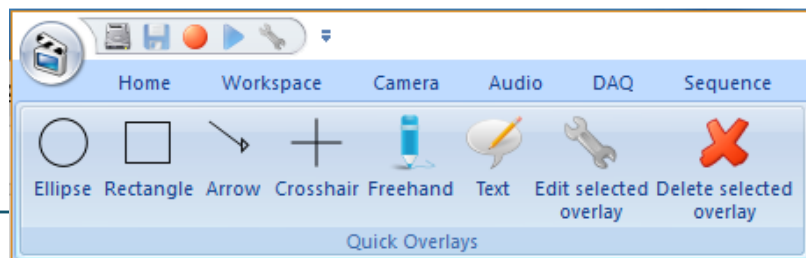 Home Workspace Camera Audio DAQ Sequence
Ellipse Rectangle Arrow Crosshair Freehand Text Edit selected overlay Delete selected overlay
Quick Overlays